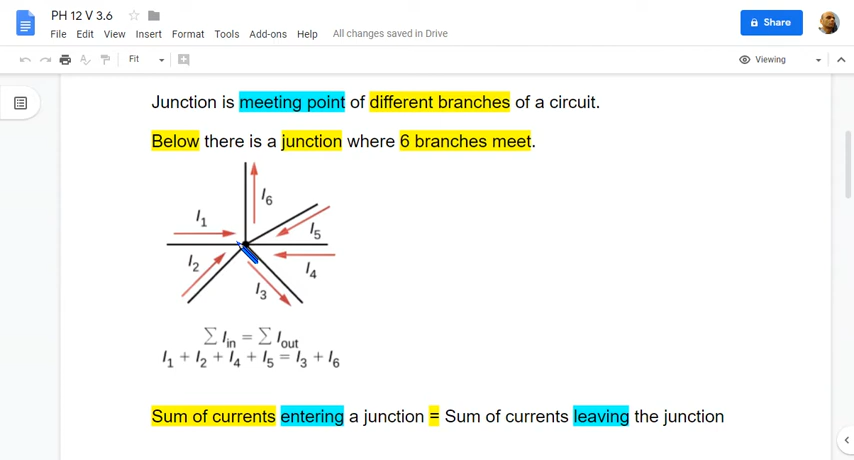 PH 12 V 3.6
File Edit View Insert Format Tools Add-ons Help All changes saved in Drive
Share
Fit
Viewing
Junction is meeting point of different branches of a circuit.
Below there is a junction where 6 branches meet.
I6
I1
I5
I2
I4
I3
∑ Iin = ∑ Iout
I1 + I2 + I4 + I5 = I3 + I6
Sum of currents entering a junction = Sum of currents leaving the junction